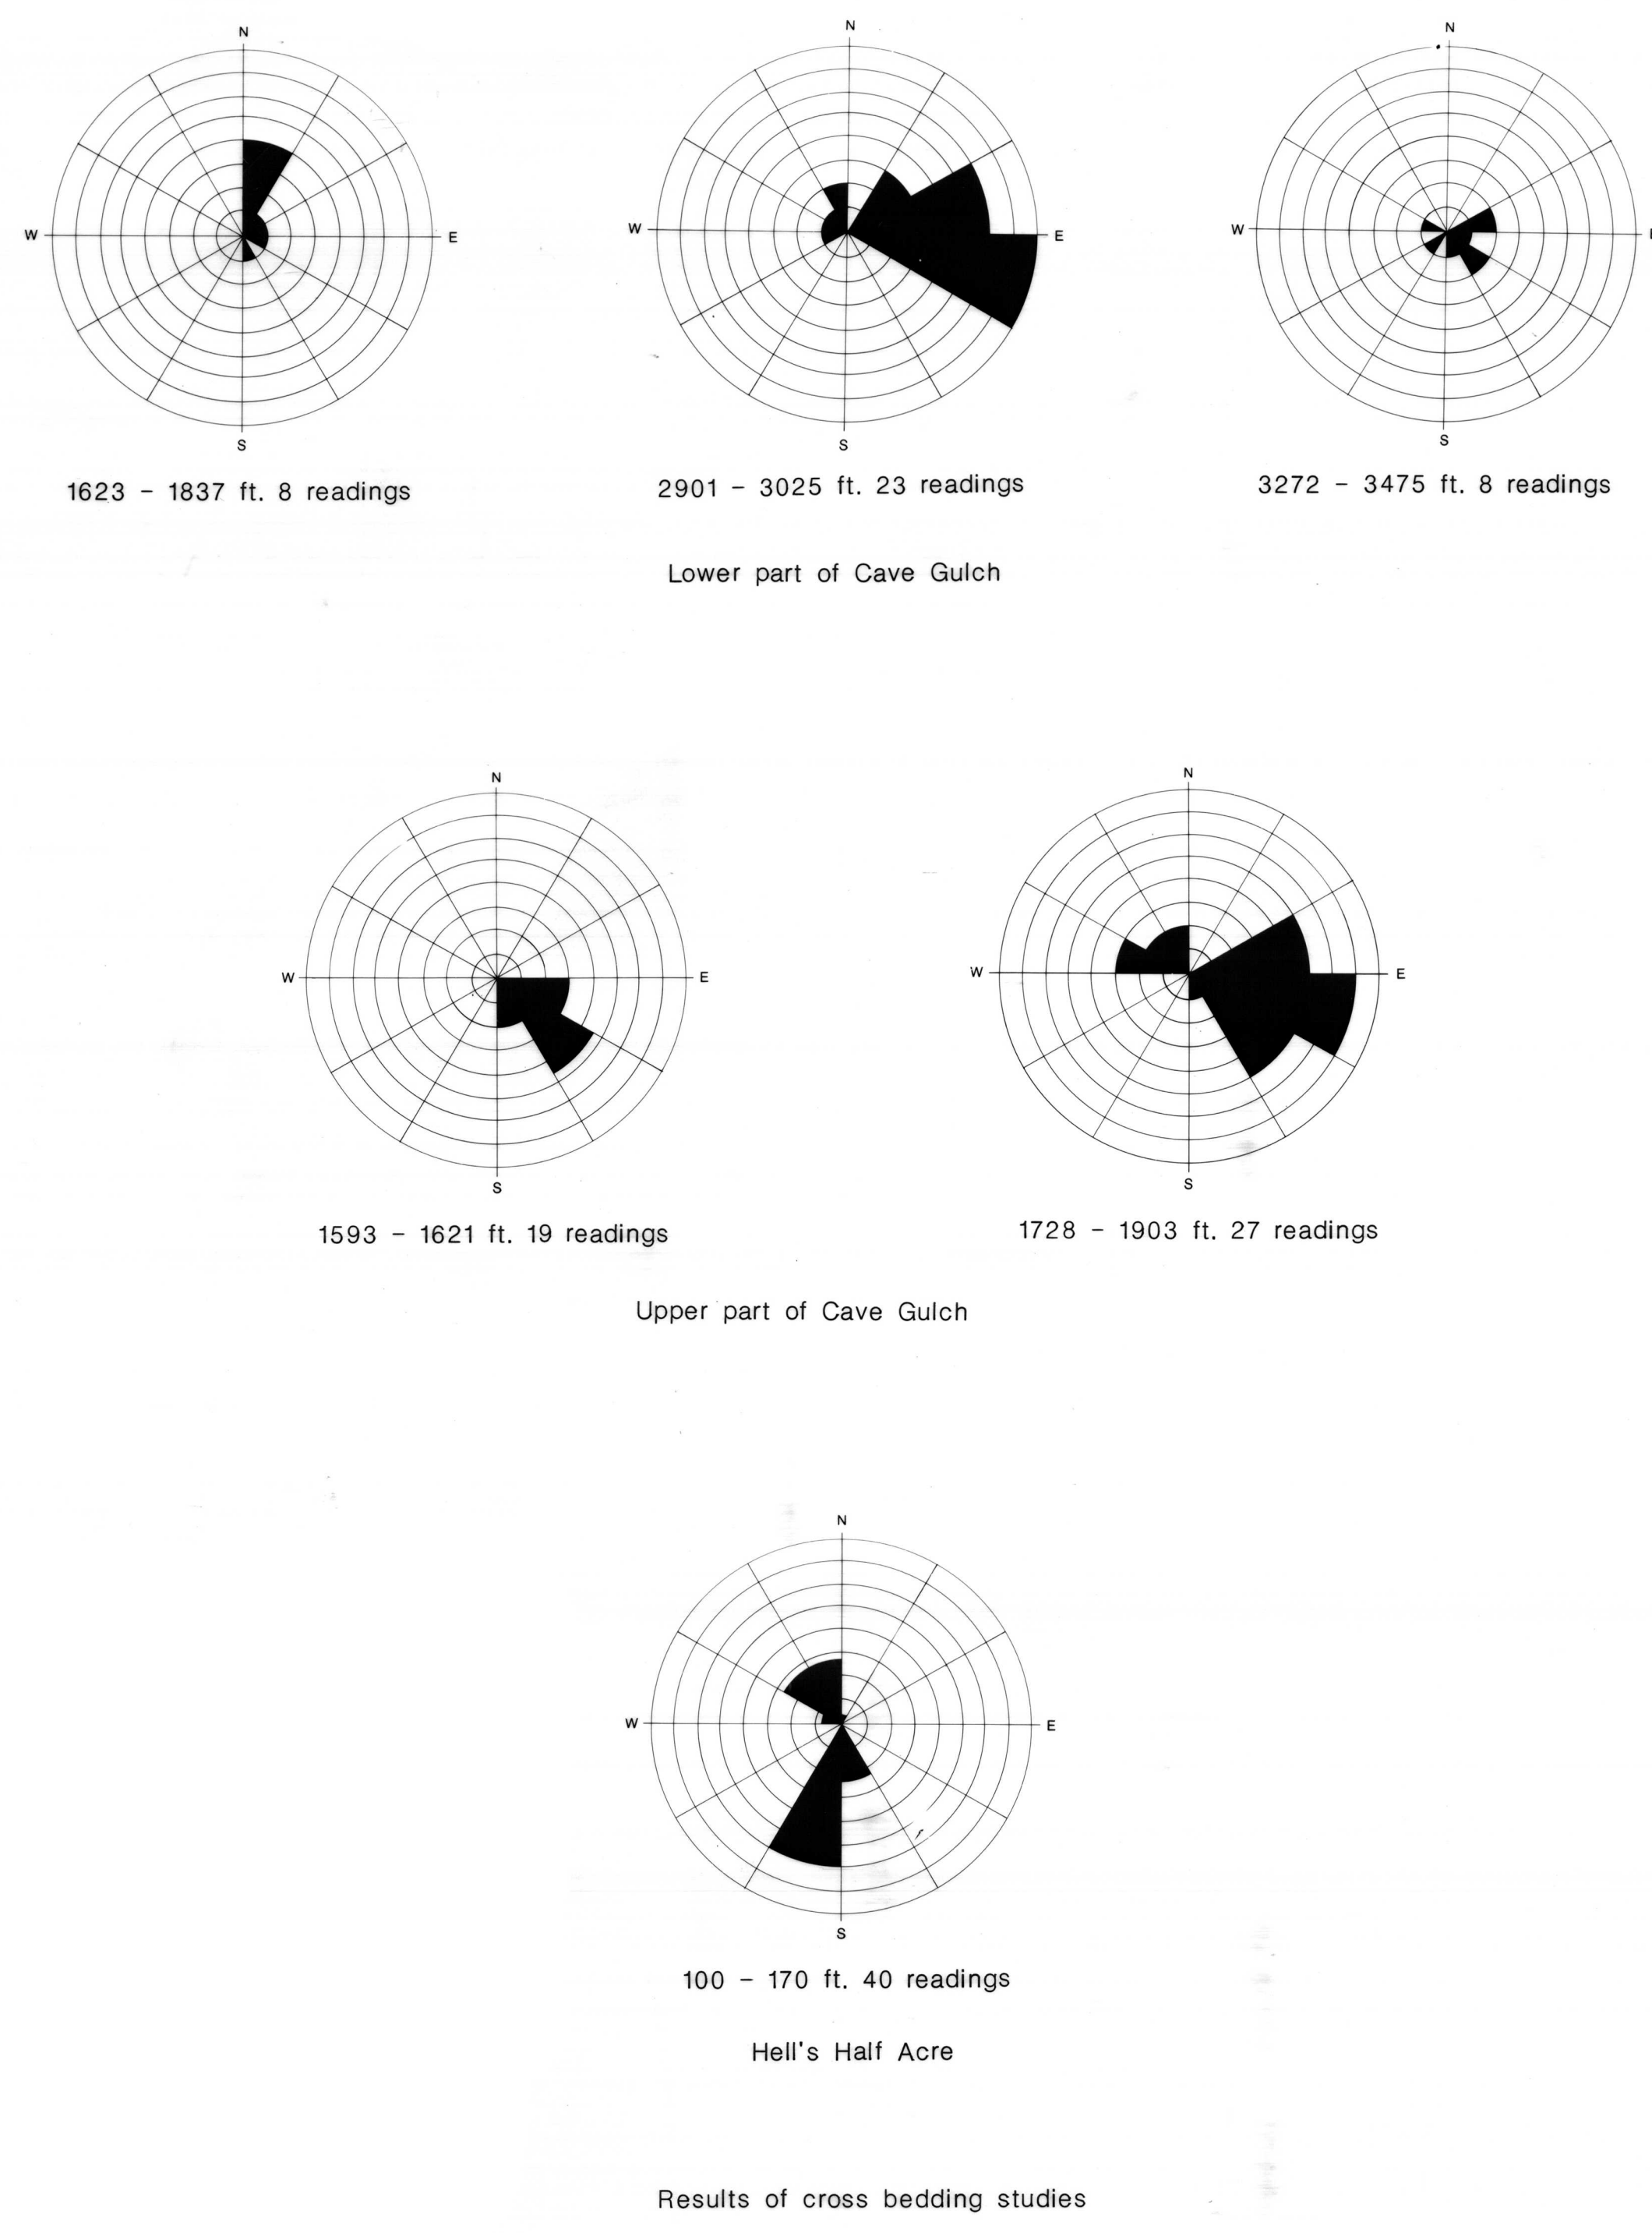 N N N
W E W E W
S S S
1623 - 1837 ft. 8 readings 2901 - 3025 ft. 23 readings 3272 - 3475 ft. 8 readings
Lower part of Cave Gulch
N N
W E W E
S S
1593 - 1621 ft. 19 readings 1728 - 1903 ft. 27 readings
Upper part of Cave Gulch
N
W E
S
100 - 170 ft. 40 readings
Hell's Half Acre
Results of cross bedding studies